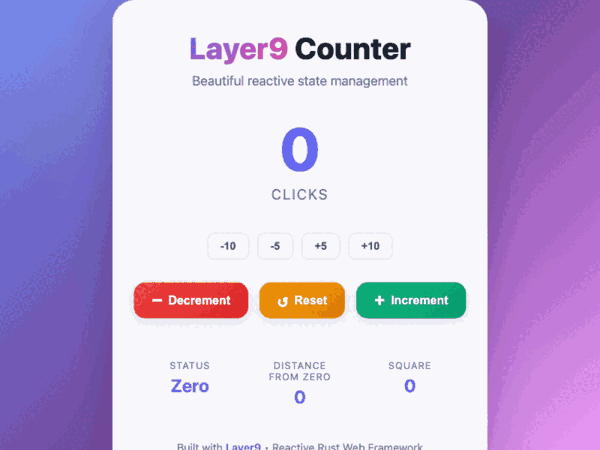 Layer9 Counter
Beautiful reactive state management
0
CLICKS
-10 -5 +5 +10
− Decrement ↺ Reset + Increment
STATUS DISTANCE FROM ZERO SQUARE
Zero 0 0
Built with Layer9 • Reactive Rust Web Framework